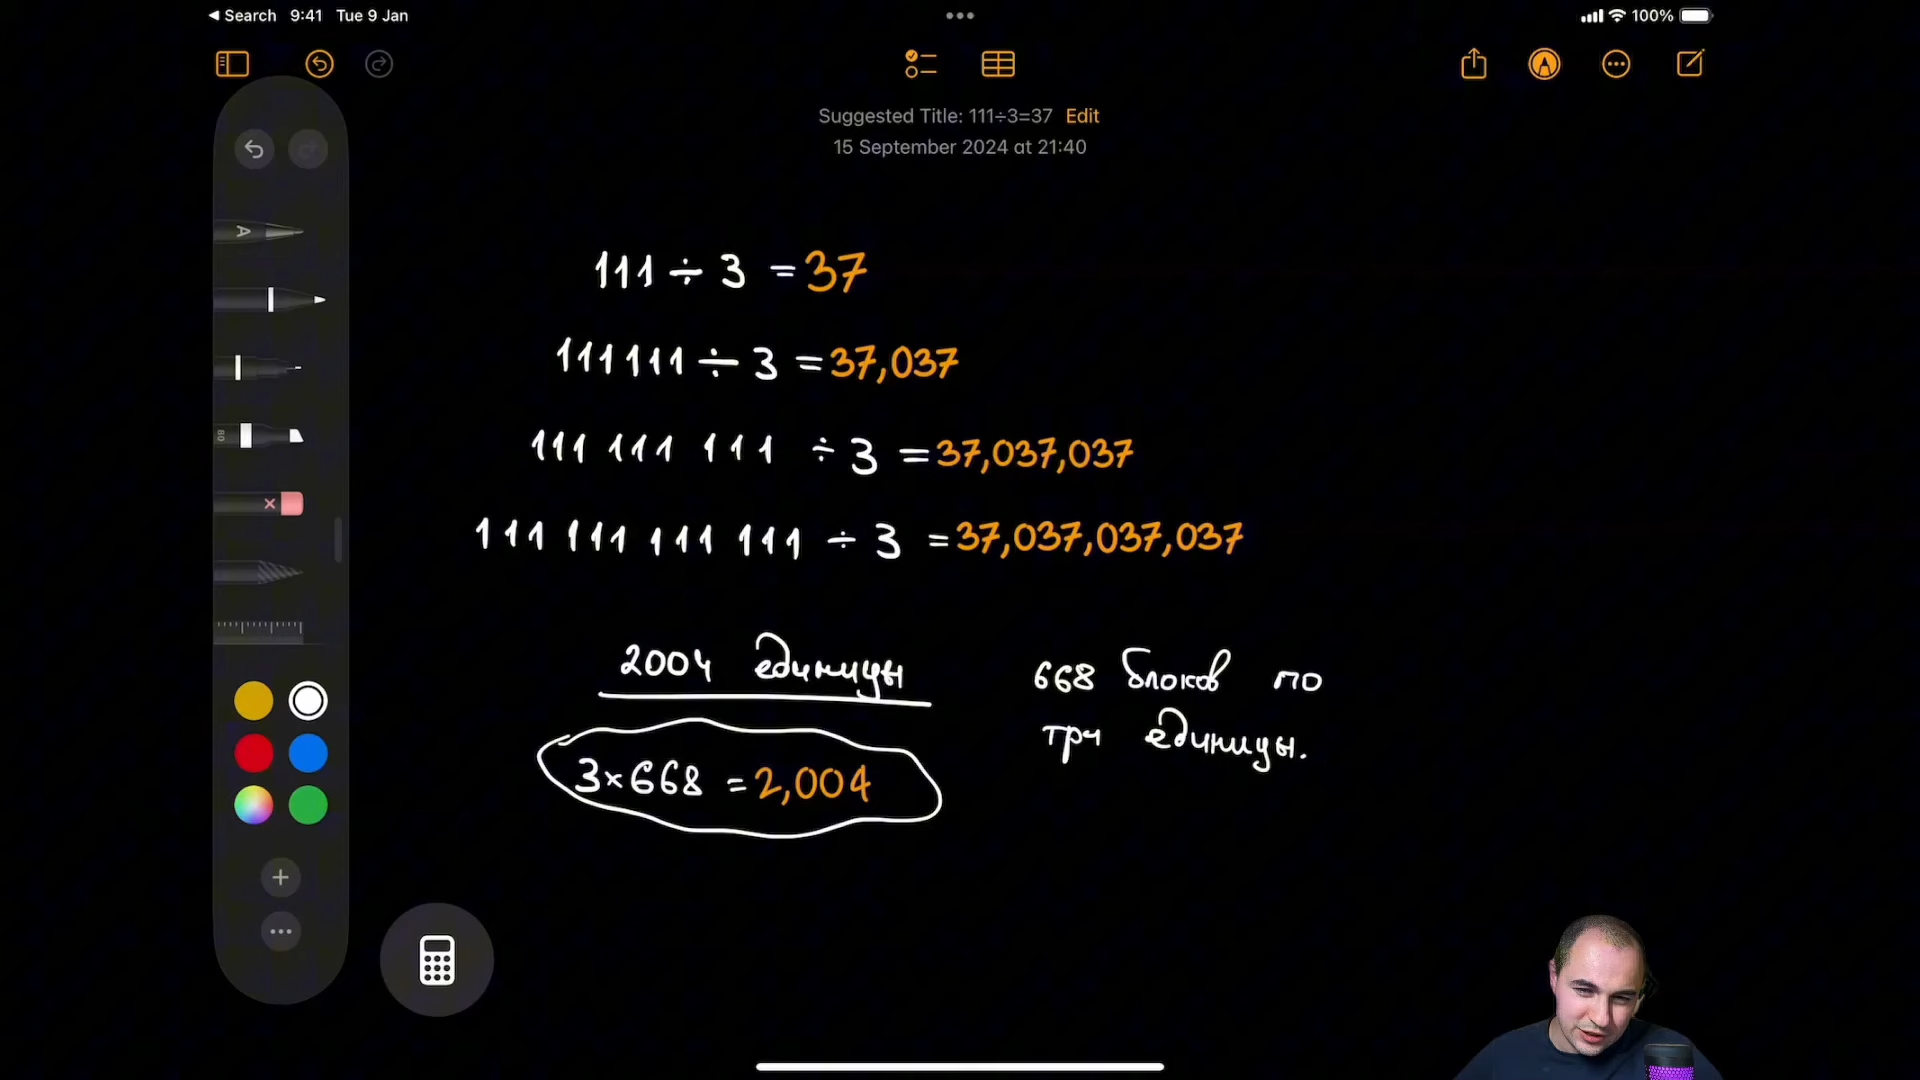 Search 9:41 Tue 9 Jan
100%
Suggested Title: 111÷3=37 Edit
15 September 2024 at 21:40
A
80
111 ÷ 3 = 37
111111 ÷ 3 = 37,037
111 111 111 ÷ 3 = 37,037,037
111 111 111 111 ÷ 3 = 37,037,037,037
2004 единицы
3×668 = 2,004
668 блоков по
три единицы.